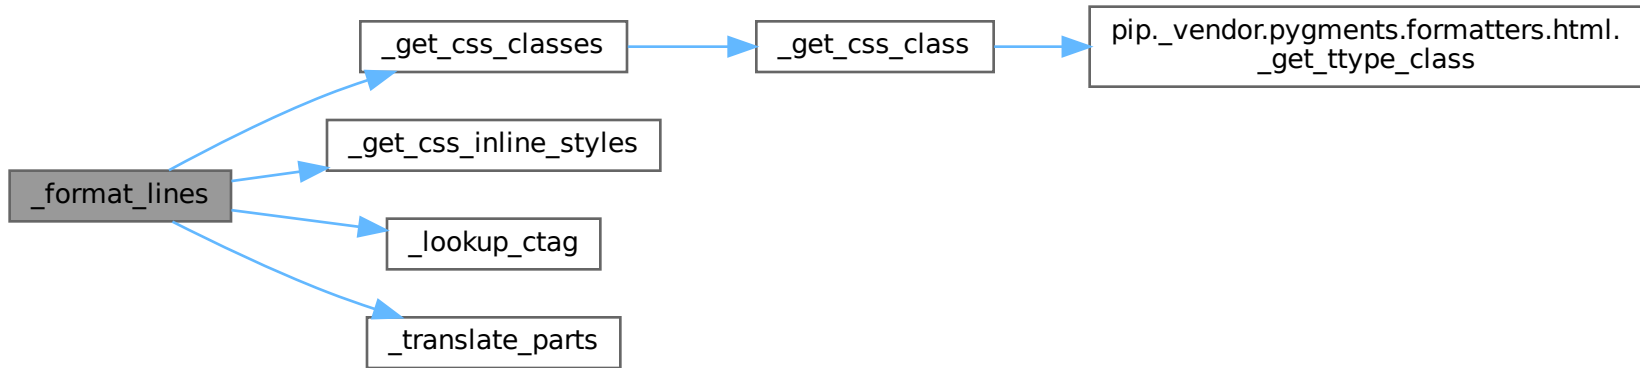 _get_css_classes
_get_css_class
pip._vendor.pygments.formatters.html.
_get_ttype_class
_get_css_inline_styles
_format_lines
_lookup_ctag
_translate_parts